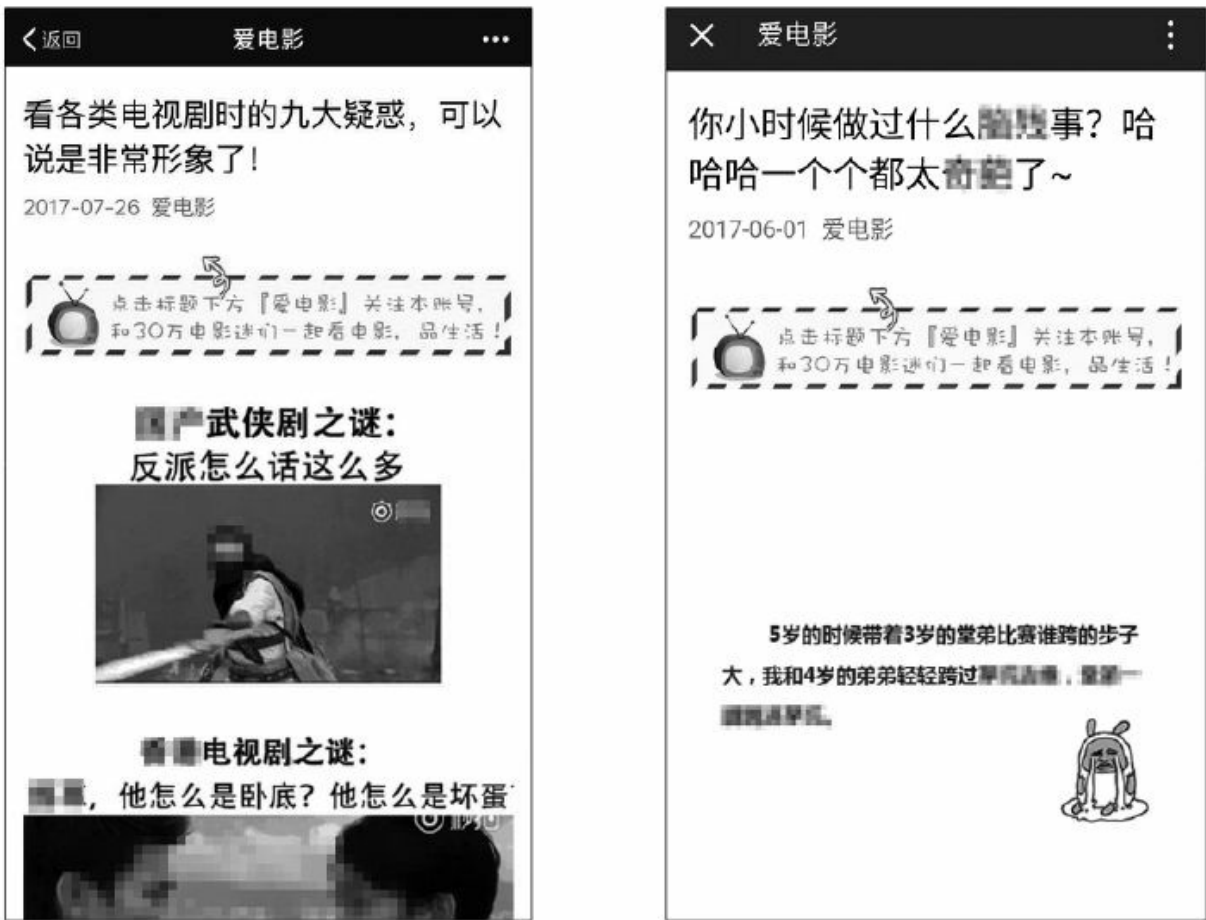 返回
爱电影
看各类电视剧时的九大疑惑，可以
说是非常形象了！
2017-07-26 爱电影
点击标题下方『爱电影』关注本账号，
和30万电影迷们一起看电影，品生活！
武侠剧之谜：
反派怎么话这么多
电视剧之谜：
，他怎么是卧底？他怎么是坏蛋
爱电影
你小时候做过什么事？哈
哈哈一个个都太了~
2017-06-01 爱电影
点击标题下方『爱电影』关注本账号，
和30万电影迷们一起看电影，品生活！
5岁的时候带着3岁的堂弟比赛谁跨的步子
大，我和4岁的弟弟轻轻跨过